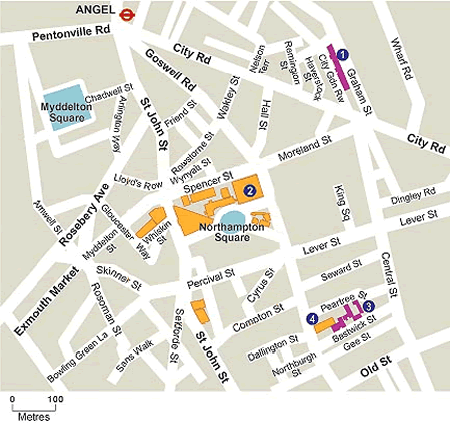 ANGEL
Pentonville Rd
City Rd
Goswell Rd
Nelson
Terr
Remington
St
Haverstock
St
City Gdn Rw
1
Graham St
Wharf Rd
Chadwell St
Myddelton
Square
Arlington Way
St John St
Friend St
Wakley St
Hall St
Moreland St
City Rd
Rawstorne St
Wynyatt St
Lloyd's Row
Spencer St
2
Rosebery Ave
Amwell St
Myddelton
St
Gloucester
Way
Whiskin
St
Northampton
Square
King Sq
Dingley Rd
Lever St
Lever St
Exmouth Market
Skinner St
Percival St
Cyrus St
Seward St
Central St
Rosoman St
Bowling Green La
Sans Walk
Sekforde St
St John St
Compton St
Peartree St
3
4
Bastwick St
Gee St
Dallington St
Northburgh
St
Old St
0 100
Metres